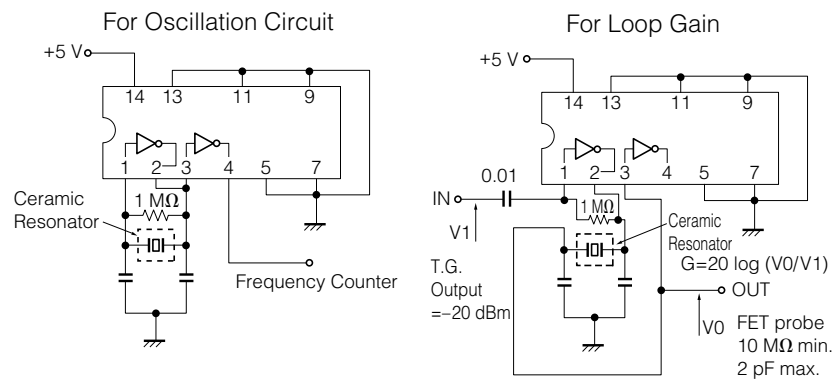 For Oscillation Circuit
+5 V
14 13 11 9
1 2 3 4 5 7
Ceramic
Resonator
1 MΩ
Frequency Counter
For Loop Gain
+5 V
14 13 11 9
1 2 3 4 5 7
0.01
IN
V1
1 MΩ
Ceramic
Resonator
T.G.
Output
=−20 dBm
G=20 log (V0/V1)
OUT
V0
FET probe
10 MΩ min.
2 pF max.